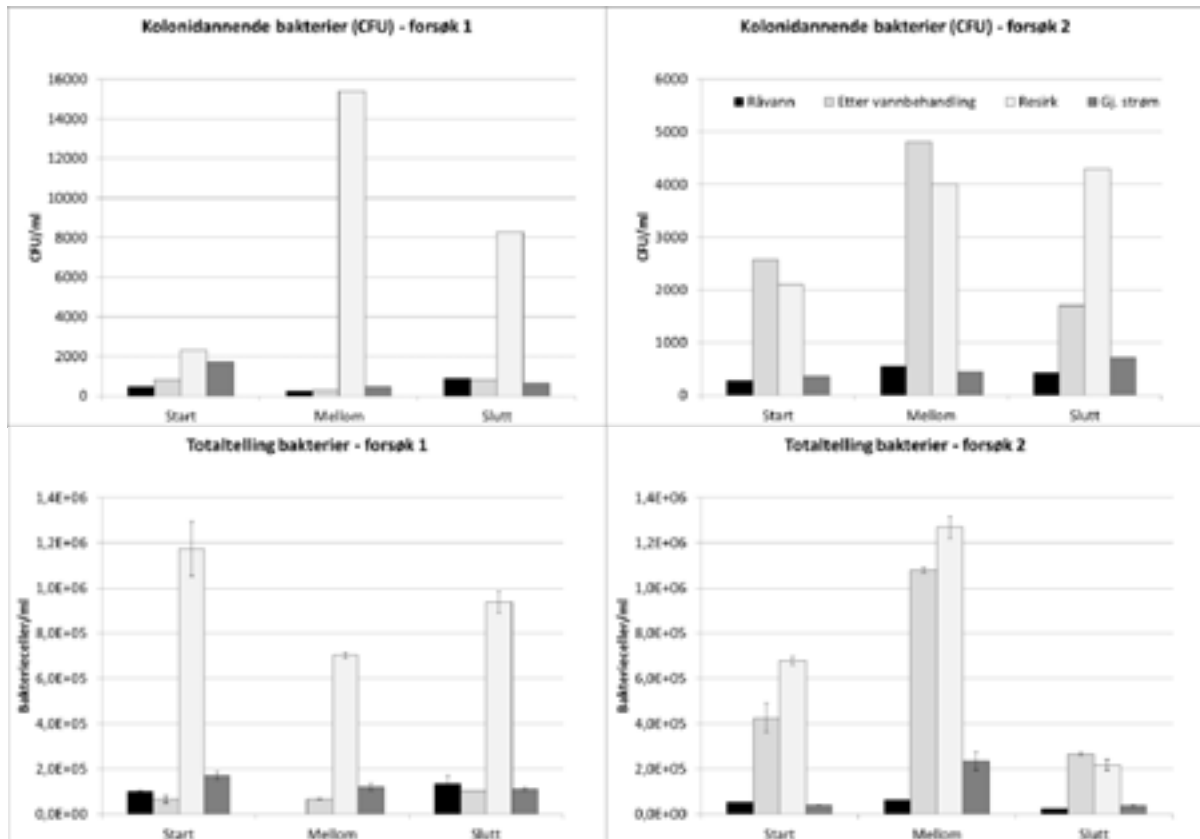 Kolonidannende bakterier (CFU) - forsøk 1
16000
14000
12000
10000
8000
6000
4000
2000
0
CFU/ml
Start Mellom Slutt
Kolonidannende bakterier (CFU) - forsøk 2
6000
5000
4000
3000
2000
1000
0
CFU/ml
Råvann Etter vannbehandling Resirk Gj. strøm
Start Mellom Slutt
Totaltelling bakterier - forsøk 1
1,4E+06
1,2E+06
1,0E+06
8,0E+05
6,0E+05
4,0E+05
2,0E+05
0,0E+00
Bakterieceller/ml
Start Mellom Slutt
Totaltelling bakterier - forsøk 2
1,4E+06
1,2E+06
1,0E+06
8,0E+05
6,0E+05
4,0E+05
2,0E+05
0,0E+00
Bakterieceller/ml
Start Mellom Slutt